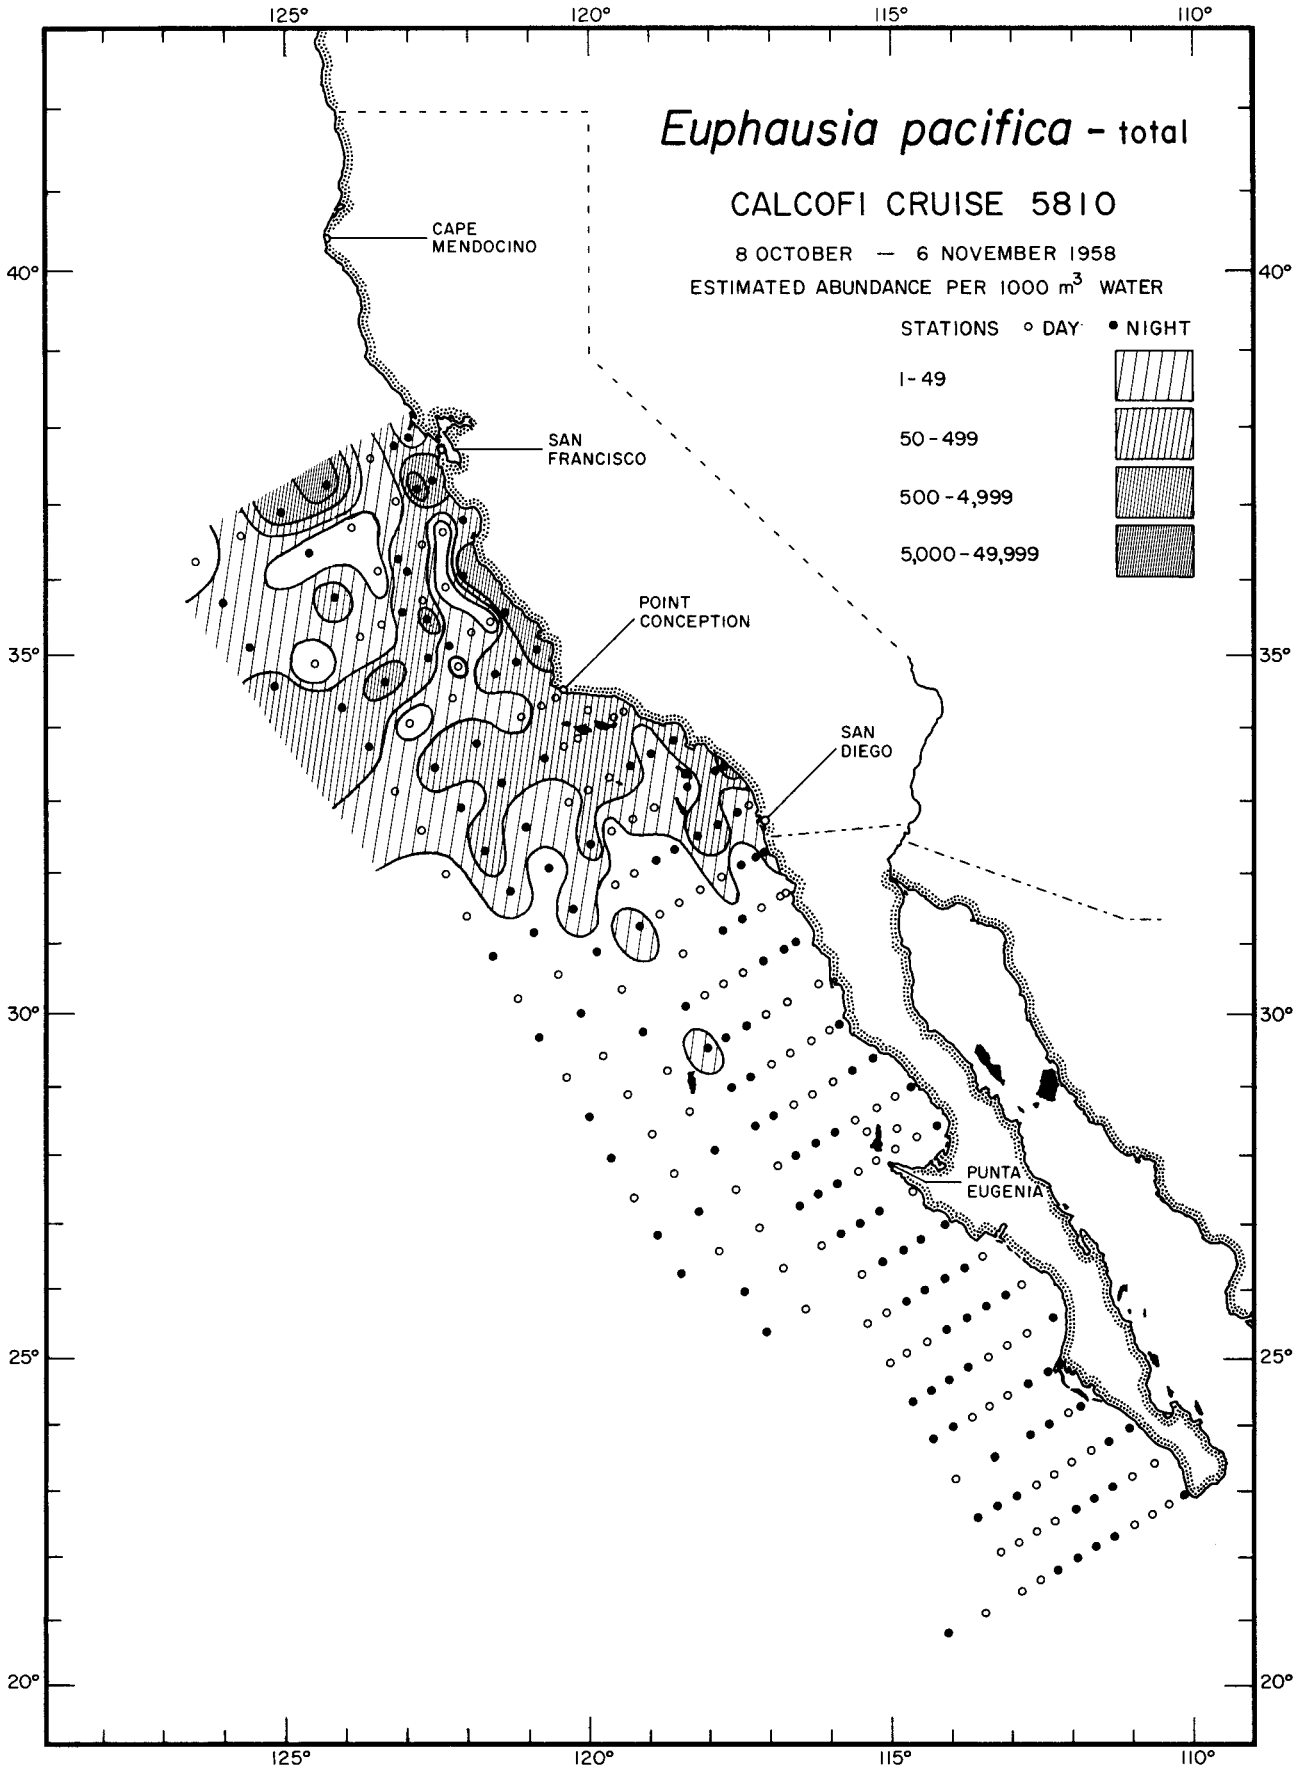 125° 120° 115° 110°
Euphausia pacifica - total
CALCOFI CRUISE 5810
8 OCTOBER — 6 NOVEMBER 1958
ESTIMATED ABUNDANCE PER 1000 m³ WATER
STATIONS ○ DAY ● NIGHT
1-49
50-499
500-4,999
5,000-49,999
CAPE
MENDOCINO
40° 40°
SAN
FRANCISCO
POINT
CONCEPTION
35° 35°
SAN
DIEGO
30° 30°
PUNTA
EUGENIA
25° 25°
20° 20°
125° 120° 115° 110°